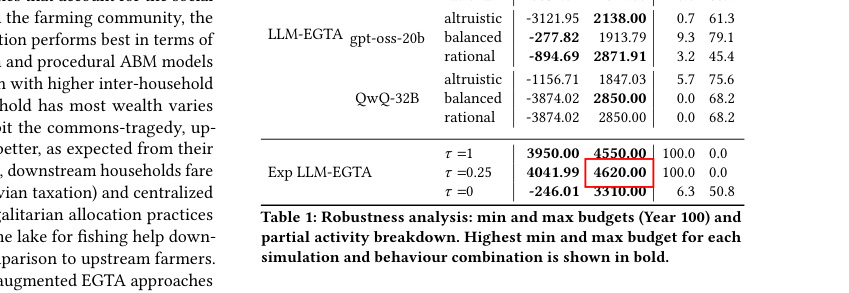 es that account for the social
the farming community, the
tion performs best in terms of
and procedural ABM models
n with higher inter-household
hold has most wealth varies
bit the commons-tragedy, up-
better, as expected from their
, downstream households fare
vian taxation) and centralized
galitarian allocation practices
he lake for fishing help down-
parison to upstream farmers.
augmented EGTA approaches
altruistic -3121.95 2138.00 0.7 61.3
LLM-EGTA gpt-oss-20b balanced -277.82 1913.79 9.3 79.1
rational -894.69 2871.91 3.2 45.4
altruistic -1156.71 1847.03 5.7 75.6
QwQ-32B balanced -3874.02 2850.00 0.0 68.2
rational -3874.02 2850.00 0.0 68.2
τ =1 3950.00 4550.00 100.0 0.0
Exp LLM-EGTA τ =0.25 4041.99 4620.00 100.0 0.0
τ =0 -246.01 3310.00 6.3 50.8
Table 1: Robustness analysis: min and max budgets (Year 100) and
partial activity breakdown. Highest min and max budget for each
simulation and behaviour combination is shown in bold.